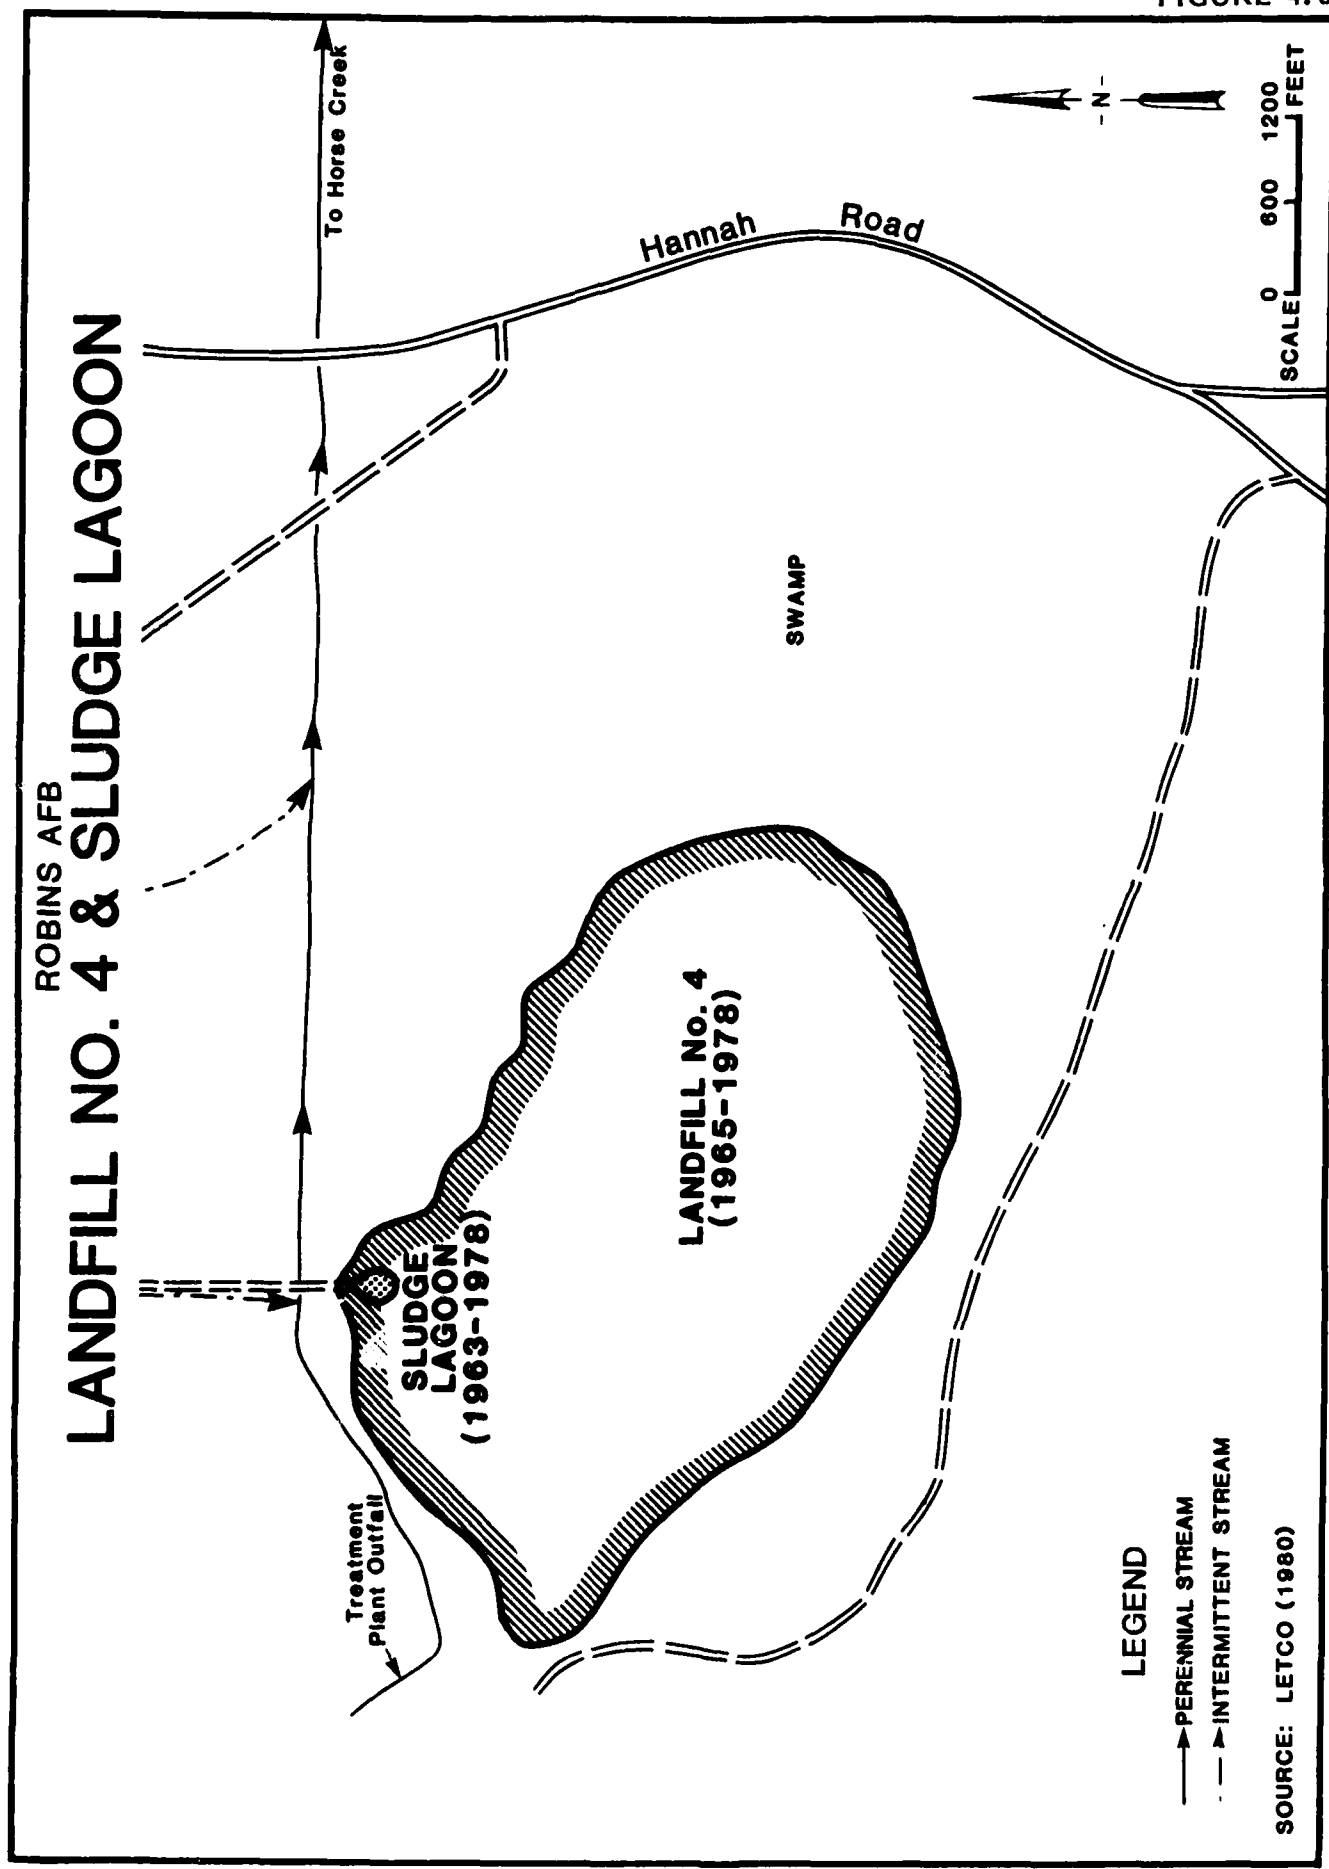 ROBINS AFB
LANDFILL NO. 4 & SLUDGE LAGOON
To Horse Creek
Treatment
Plant Outfall
SLUDGE
LAGOON
(1963-1978)
LANDFILL No. 4
(1965-1978)
Hannah Road
SWAMP
-N-
LEGEND
PERENNIAL STREAM
INTERMITTENT STREAM
SOURCE: LETCO (1980)
SCALE 0 600 1200 FEET